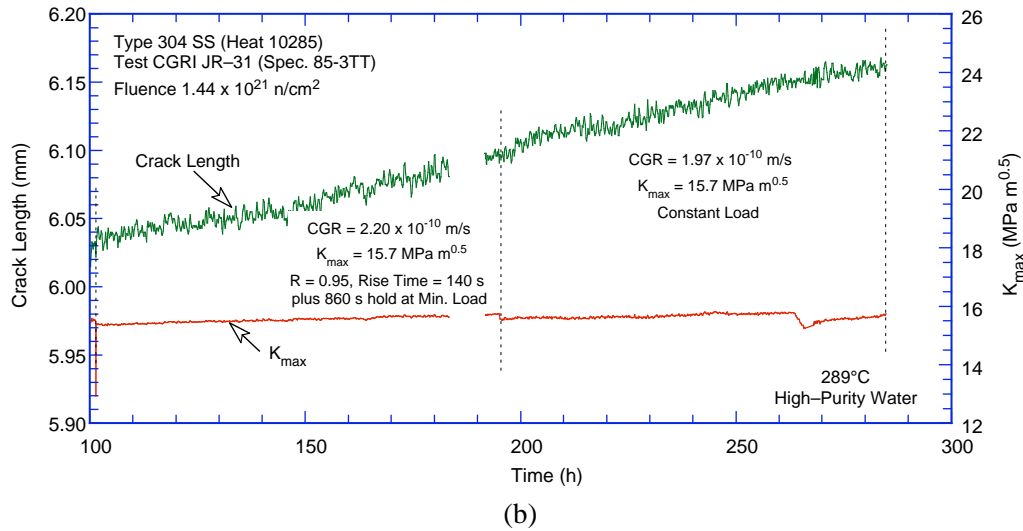 Type 304 SS (Heat 10285)
Test CGRI JR–31 (Spec. 85-3TT)
Fluence 1.44 x 10²¹ n/cm²
Crack Length
CGR = 2.20 x 10⁻¹⁰ m/s
Kmax = 15.7 MPa m⁰·⁵
R = 0.95, Rise Time = 140 s
plus 860 s hold at Min. Load
CGR = 1.97 x 10⁻¹⁰ m/s
Kmax = 15.7 MPa m⁰·⁵
Constant Load
Kmax
289°C
High–Purity Water
Crack Length (mm)
6.20
6.15
6.10
6.05
6.00
5.95
5.90
Kmax (MPa m⁰·⁵)
26
24
22
20
18
16
14
12
100
150
200
250
300
Time (h)
(b)